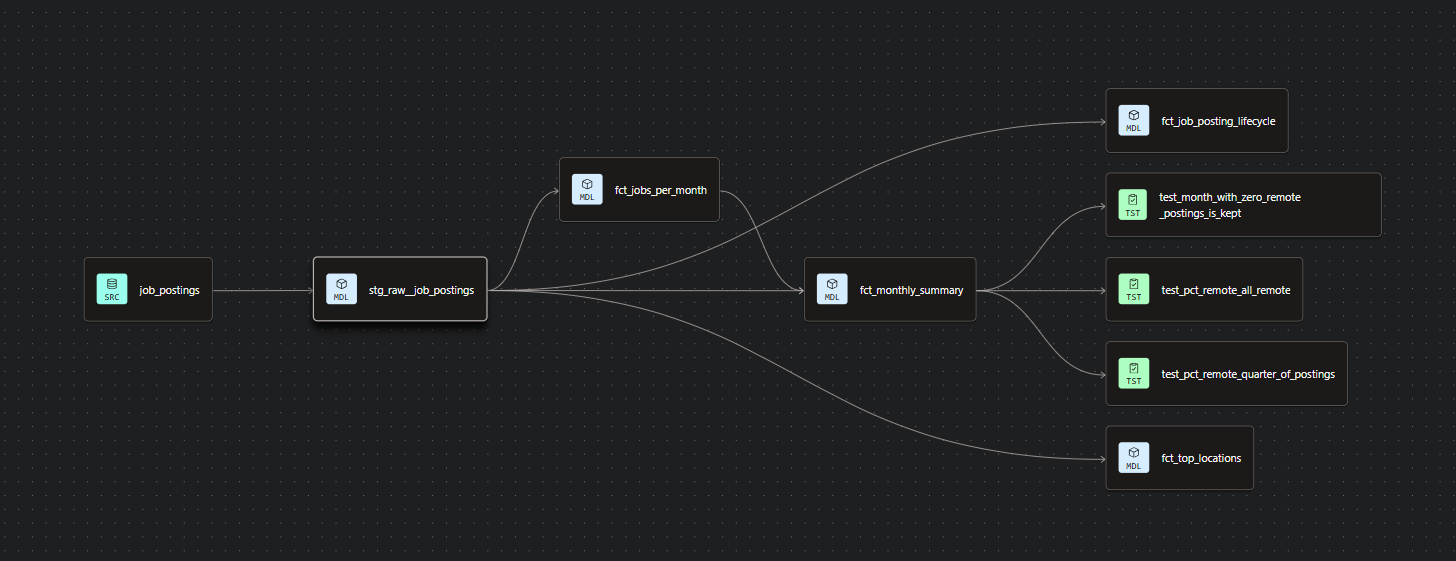 SRC
job_postings
MDL
stg_raw__job_postings
MDL
fct_jobs_per_month
MDL
fct_monthly_summary
MDL
fct_job_posting_lifecycle
TST
test_month_with_zero_remote
_postings_is_kept
TST
test_pct_remote_all_remote
TST
test_pct_remote_quarter_of_postings
MDL
fct_top_locations